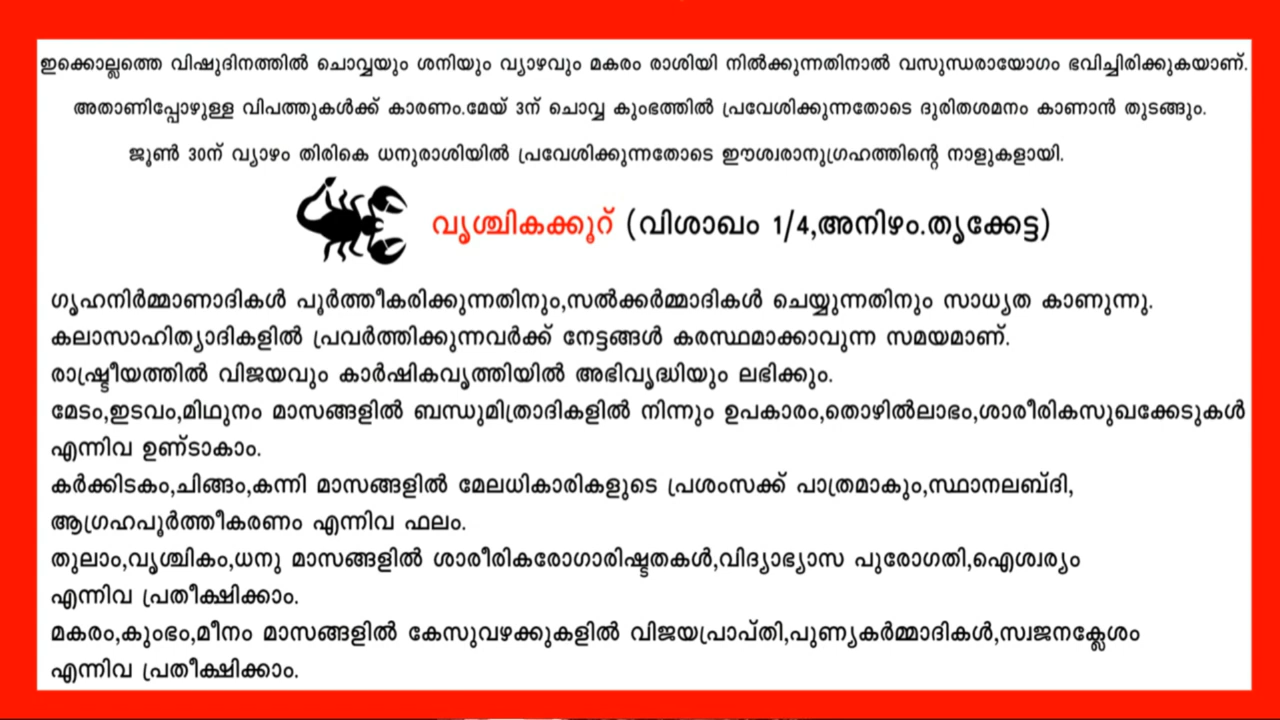 ഇക്കൊല്ലത്തെ വിഷുദിനത്തിൽ ചൊവ്വയും ശനിയും വ്യാഴവും മകരം രാശിയി നിൽക്കുന്നതിനാൽ വസുന്ധരായോഗം ഭവിച്ചിരിക്കുകയാണ്.
അതാണിപ്പോഴുള്ള വിപത്തുകൾക്ക് കാരണം.മേയ് 3ന് ചൊവ്വ കുംഭത്തിൽ പ്രവേശിക്കുന്നതോടെ ദുരിതശമനം കാണാൻ തുടങ്ങും.
ജൂൺ 30ന് വ്യാഴം തിരികെ ധനുരാശിയിൽ പ്രവേശിക്കുന്നതോടെ ഈശ്വരാനുഗ്രഹത്തിന്റെ നാളുകളായി.
വൃശ്ചികക്കൂറ് (വിശാഖം 1/4,അനിഴം.തൃക്കേട്ട)
ഗൃഹനിർമ്മാണാദികൾ പൂർത്തീകരിക്കുന്നതിനും,സൽക്കർമ്മാദികൾ ചെയ്യുന്നതിനും സാധ്യത കാണുന്നു.
കലാസാഹിത്യാദികളിൽ പ്രവർത്തിക്കുന്നവർക്ക് നേട്ടങ്ങൾ കരസ്ഥമാക്കാവുന്ന സമയമാണ്.
രാഷ്ട്രീയത്തിൽ വിജയവും കാർഷികവൃത്തിയിൽ അഭിവൃദ്ധിയും ലഭിക്കും.
മേടം,ഇടവം,മിഥുനം മാസങ്ങളിൽ ബന്ധുമിത്രാദികളിൽ നിന്നും ഉപകാരം,തൊഴിൽലാഭം,ശാരീരികസുഖക്കേടുകൾ
എന്നിവ ഉണ്ടാകാം.
കർക്കിടകം,ചിങ്ങം,കന്നി മാസങ്ങളിൽ മേലധികാരികളുടെ പ്രശംസക്ക് പാത്രമാകും,സ്ഥാനലബ്ദി,
ആഗ്രഹപൂർത്തീകരണം എന്നിവ ഫലം.
തുലാം,വൃശ്ചികം,ധനു മാസങ്ങളിൽ ശാരീരികരോഗാരിഷ്ടതകൾ,വിദ്യാഭ്യാസ പുരോഗതി,ഐശ്വര്യം
എന്നിവ പ്രതീക്ഷിക്കാം.
മകരം,കുംഭം,മീനം മാസങ്ങളിൽ കേസുവഴക്കുകളിൽ വിജയപ്രാപ്തി,പുണ്യകർമ്മാദികൾ,സ്വജനക്ലേശം
എന്നിവ പ്രതീക്ഷിക്കാം.